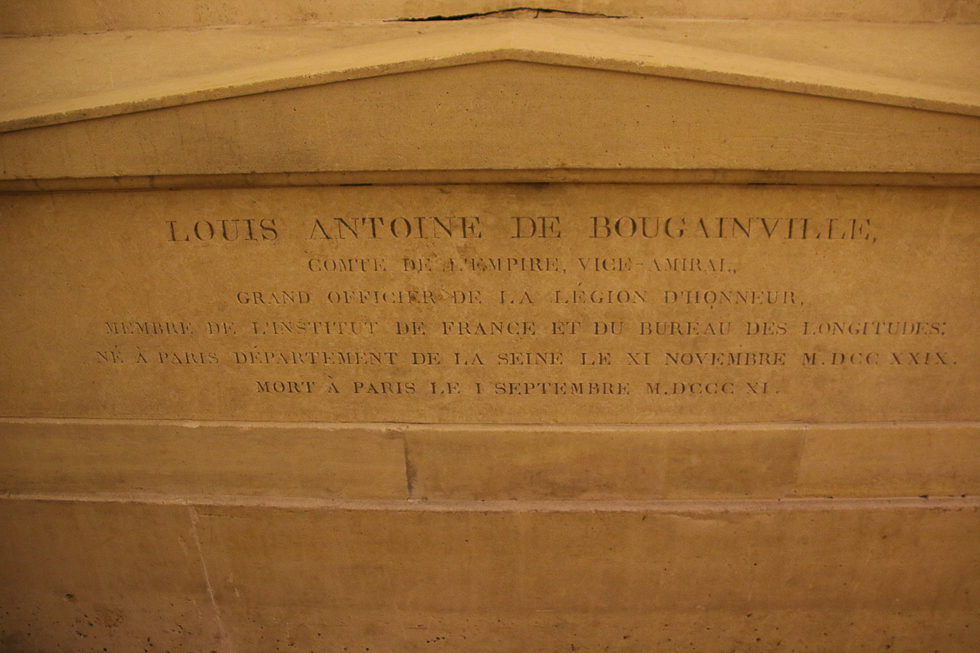 LOUIS ANTOINE DE BOUGAINVILLE,
COMTE DE L'EMPIRE, VICE-AMIRAL,
GRAND OFFICIER DE LA LÉGION D'HONNEUR,
MEMBRE DE L'INSTITUT DE FRANCE ET DU BUREAU DES LONGITUDES;
NÉ À PARIS DÉPARTEMENT DE LA SEINE LE XI NOVEMBRE M.DCC XXIX.
MORT À PARIS LE I SEPTEMBRE M.DCCC XI.